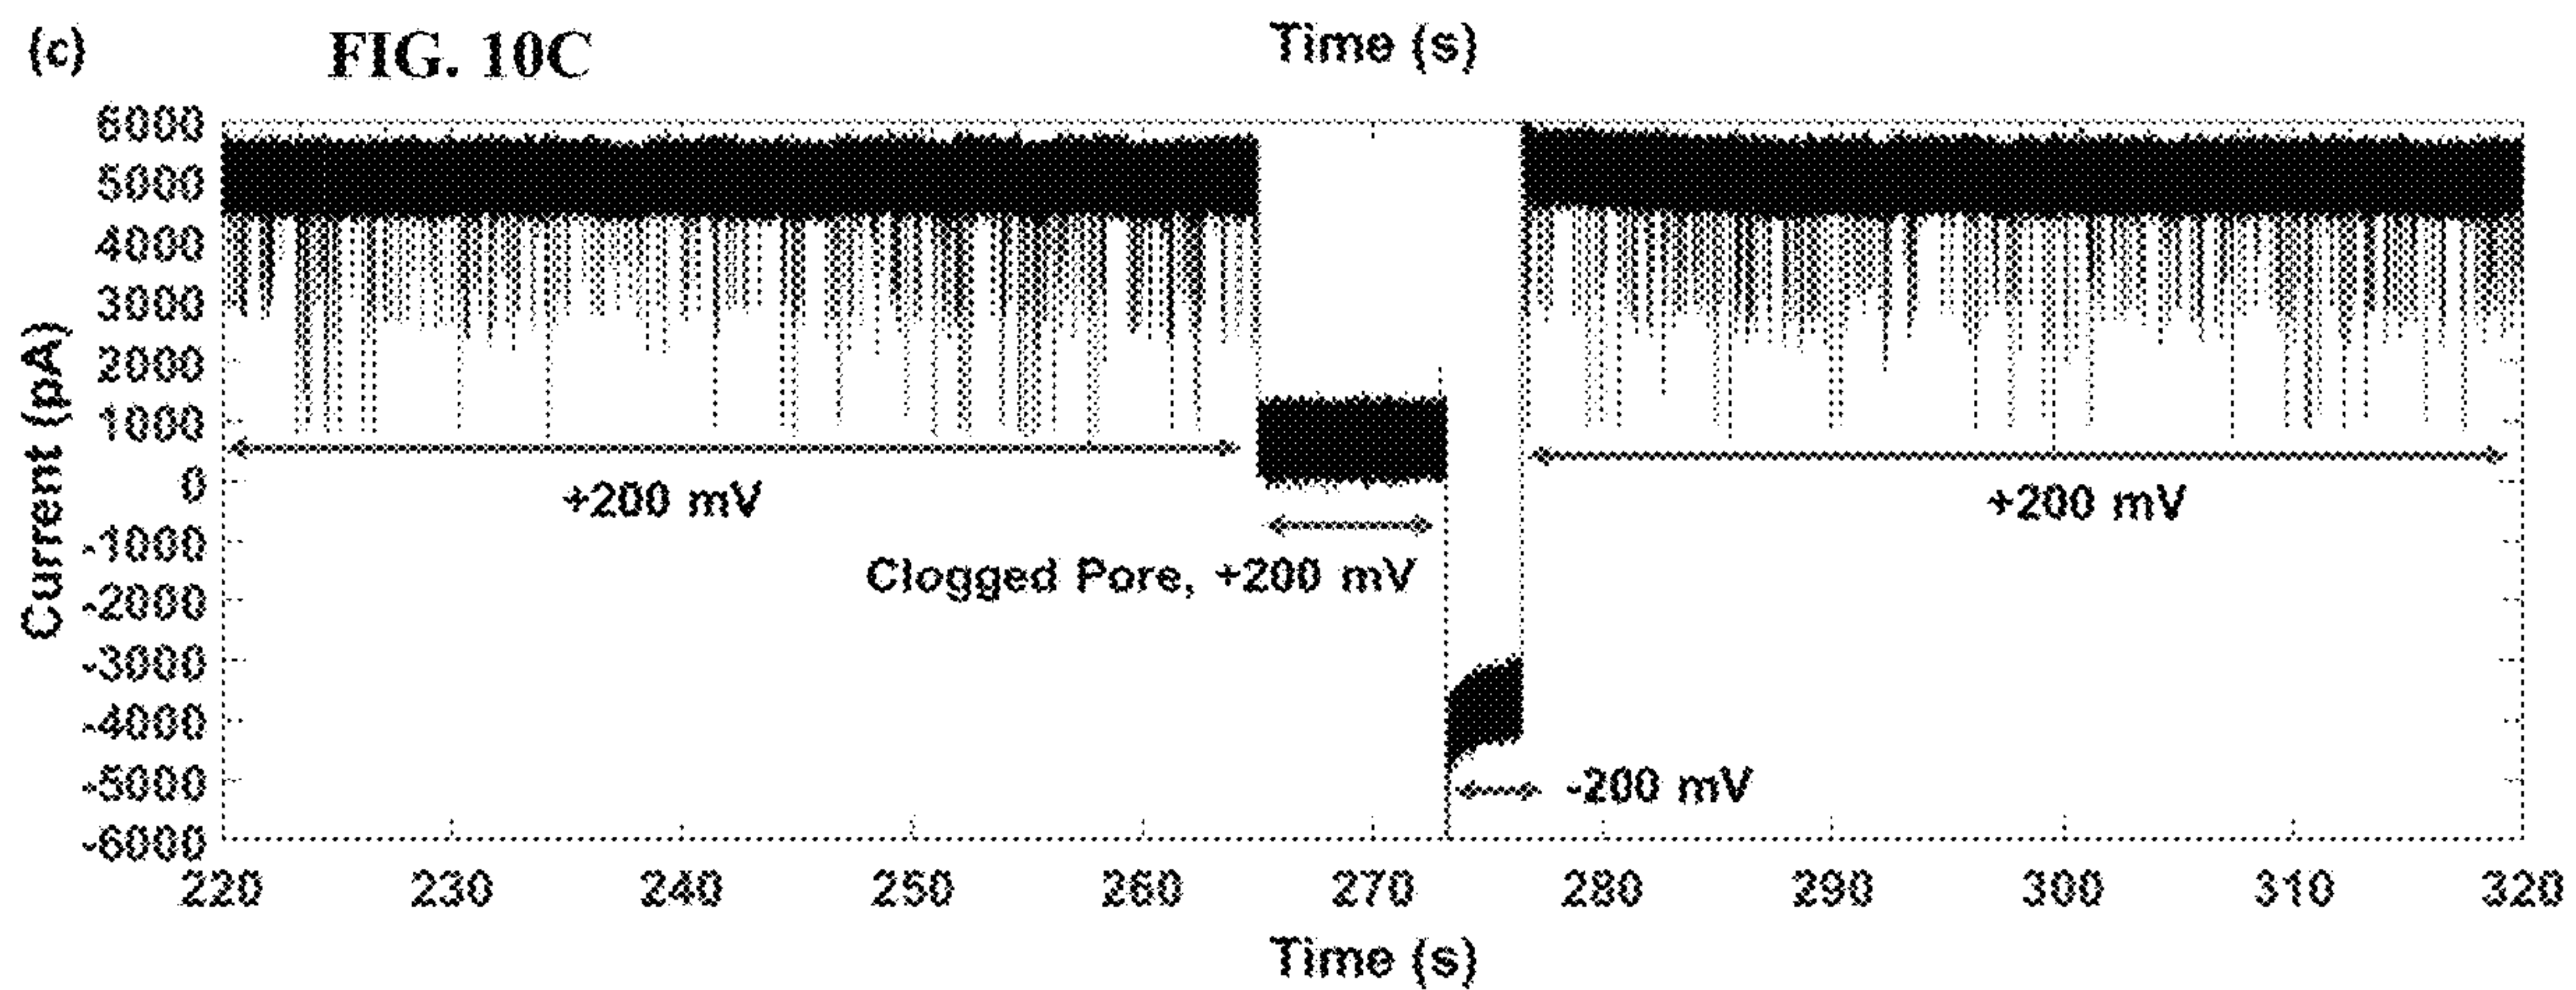 (c) FIG. 10C
Time (s)
6000
5000
4000
3000
2000
1000
0
-1000
-2000
-3000
-4000
-5000
-6000
Current (pA)
+200 mV
Clogged Pore, +200 mV
-200 mV
+200 mV
220 230 240 250 260 270 280 290 300 310 320
Time (s)